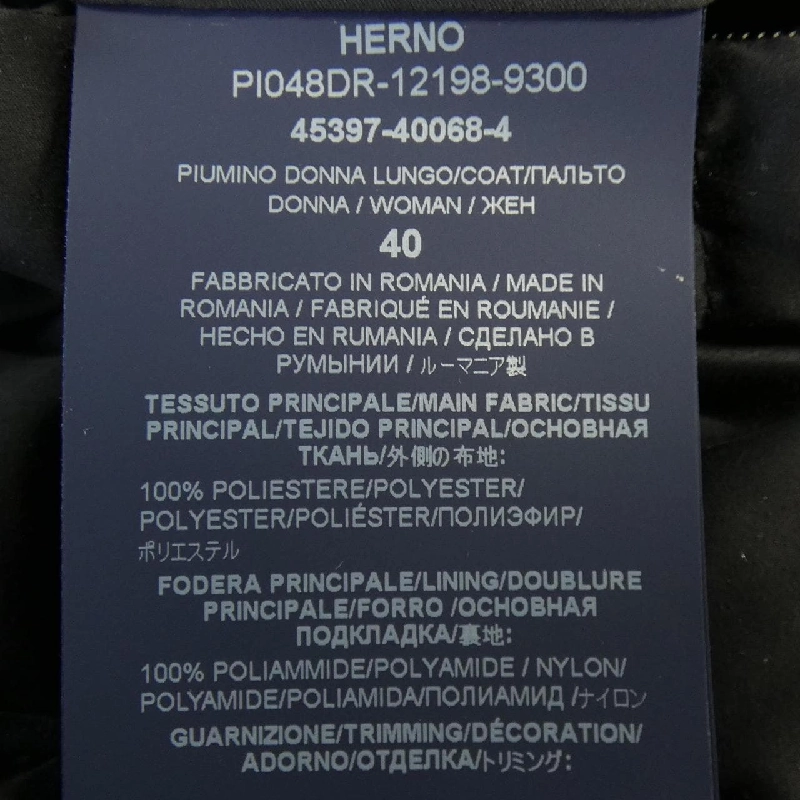 HERNO
PI048DR-12198-9300
45397-40068-4
PIUMINO DONNA LUNGO/COAT/ПАЛЬТО
DONNA / WOMAN / ЖЕН
40
FABBRICATO IN ROMANIA / MADE IN
ROMANIA / FABRIQUÉ EN ROUMANIE /
HECHO EN RUMANIA / СДЕЛАНО В
РУМЫНИИ / ルーマニア製
TESSUTO PRINCIPALE/MAIN FABRIC/TISSU
PRINCIPAL/TEJIDO PRINCIPAL/ОСНОВНАЯ
ТКАНЬ/外側の布地:
100% POLIESTERE/POLYESTER/
POLYESTER/POLIÉSTER/ПОЛИЭФИР/
ポリエステル
FODERA PRINCIPALE/LINING/DOUBLURE
PRINCIPALE/FORRO /ОСНОВНАЯ
ПОДКЛАДКА/裏地:
100% POLIAMMIDE/POLYAMIDE / NYLON/
POLYAMIDE/POLIAMIDA/ПОЛИАМИД /ナイロン
GUARNIZIONE/TRIMMING/DÉCORATION/
ADORNO/ОТДЕЛКА/トリミング: